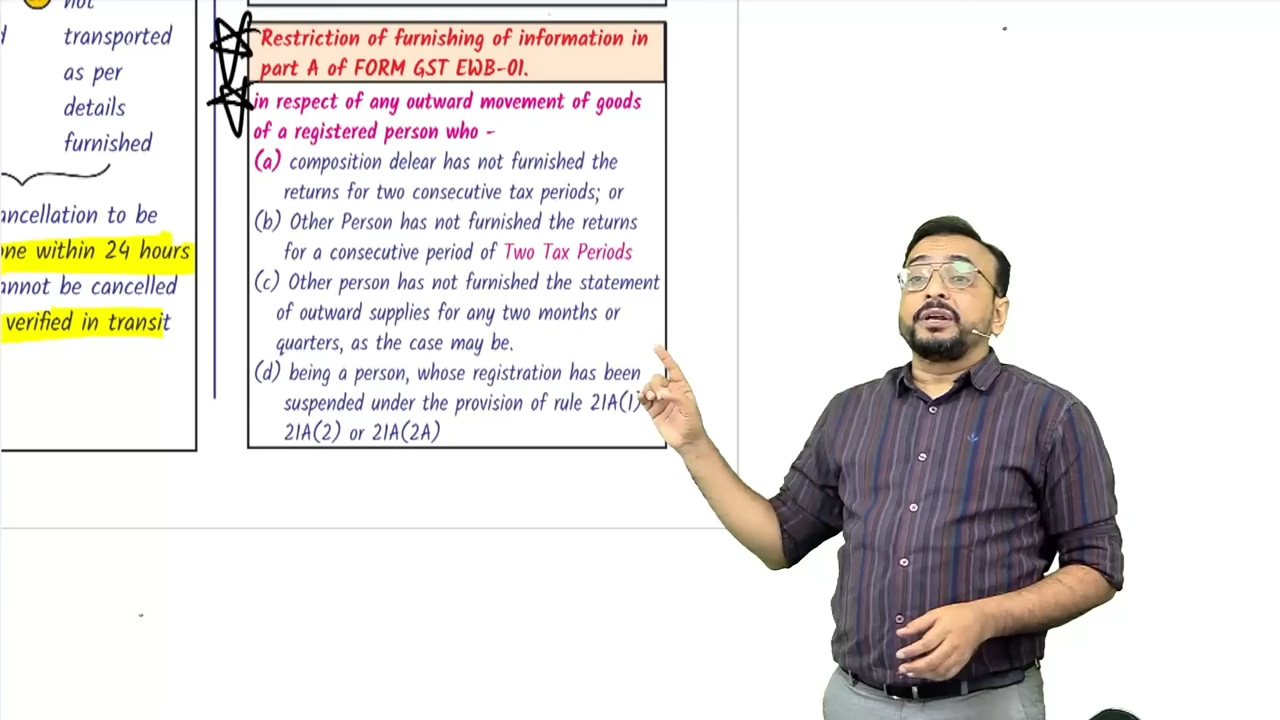 not
transported
as per
details
furnished
ancellation to be
one within 24 hours
annot be cancelled
verified in transit
Restriction of furnishing of information in
part A of FORM GST EWB-01.
in respect of any outward movement of goods
of a registered person who -
(a) composition delear has not furnished the
returns for two consecutive tax periods; or
(b) Other Person has not furnished the returns
for a consecutive period of Two Tax Periods
(c) Other person has not furnished the statement
of outward supplies for any two months or
quarters, as the case may be.
(d) being a person, whose registration has been
suspended under the provision of rule 21A(1)
21A(2) or 21A(2A)